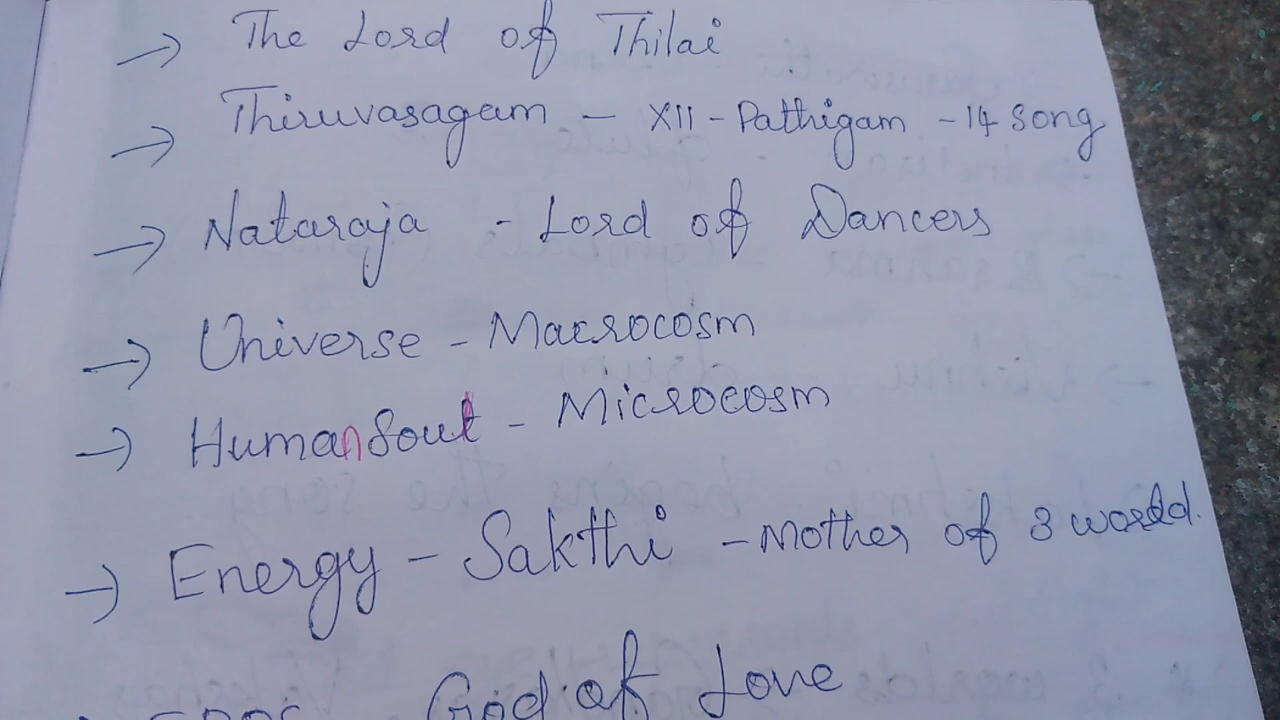 → The Lord of Thilai
→ Thiruvasagam - XII - Pathigam - 14 Song
→ Nataraja - Lord of Dancers
→ Universe - Macrocosm
→ Human Soul - Microcosm
→ Energy - Sakthi - Mother of 3 world.
God of Love